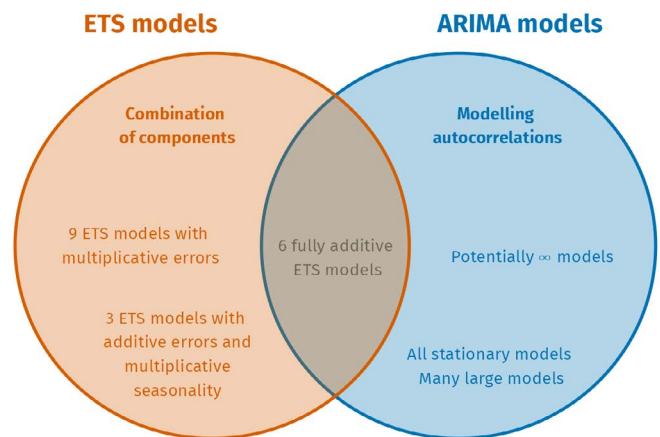 ETS models
ARIMA models
Combination
of components
Modelling
autocorrelations
9 ETS models with
multiplicative errors
6 fully additive
ETS models
Potentially ∞ models
3 ETS models with
additive errors and
multiplicative
seasonality
All stationary models
Many large models